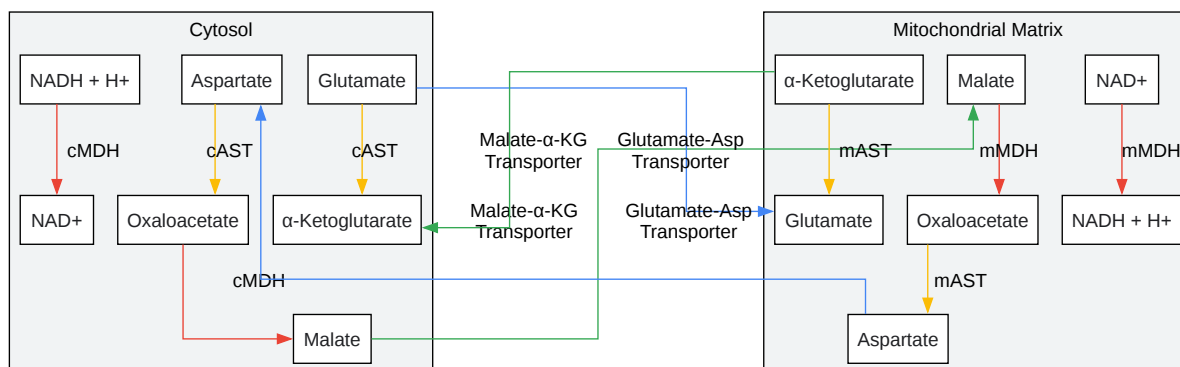 Cytosol
Mitochondrial Matrix
NADH + H+
Aspartate
Glutamate
α-Ketoglutarate
Malate
NAD+
cMDH
cAST
cAST
Malate-α-KG
Transporter
Glutamate-Asp
Transporter
mAST
mMDH
mMDH
NAD+
Oxaloacetate
α-Ketoglutarate
Malate-α-KG
Transporter
Glutamate-Asp
Transporter
Glutamate
Oxaloacetate
NADH + H+
cMDH
mAST
Malate
Aspartate